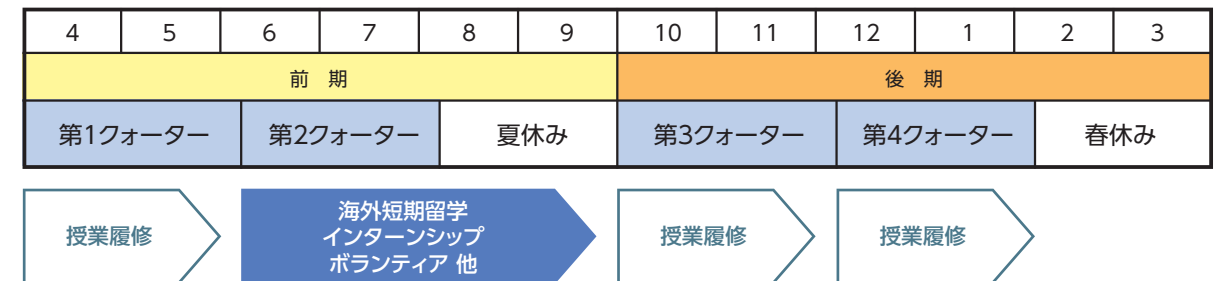 4 5 6 7 8 9 10 11 12 1 2 3
前 期 後 期
第1クォーター 第2クォーター 夏休み 第3クォーター 第4クォーター 春休み
授業履修
海外短期留学
インターンシップ
ボランティア 他
授業履修
授業履修